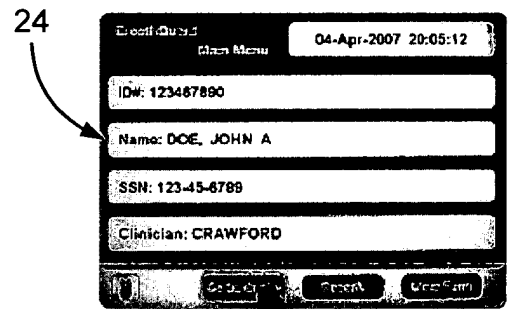 24
04-Apr-2007 20:05:12
Main Menu
ID#: 123467890
Name: DOE, JOHN A
SSN: 123-45-6789
Clinician: CRAWFORD